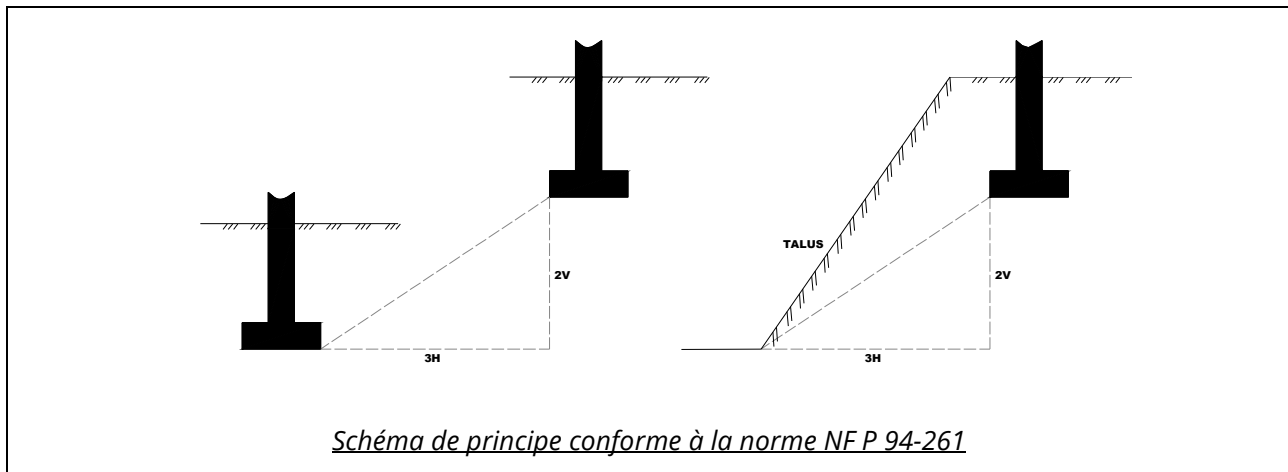 TALUS
2V
2V
3H
3H
Schéma de principe conforme à la norme NF P 94-261